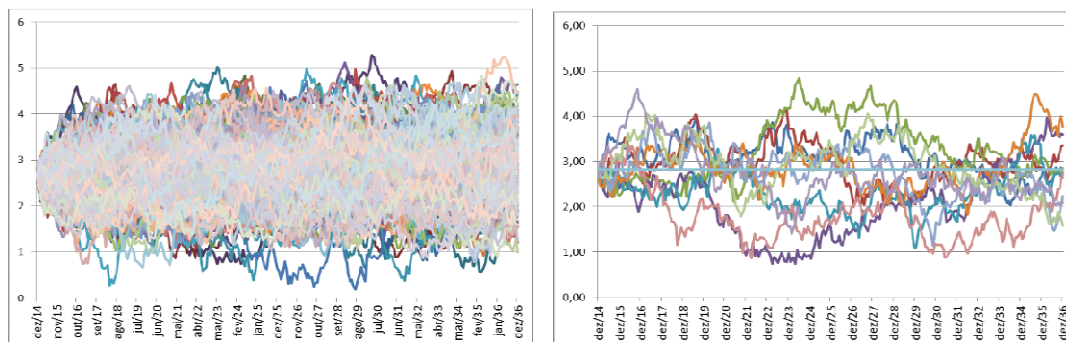 6
5
4
3
2
1
0
dez/14
nov/15
out/16
set/17
ago/18
jul/19
jun/20
mai/21
abr/22
mar/23
fev/24
jan/25
dez/25
nov/26
out/27
set/28
ago/29
jul/30
jun/31
mai/32
abr/33
mar/34
fev/35
jan/36
dez/36
6,00
5,00
4,00
3,00
2,00
1,00
0,00
dez/14
dez/15
dez/16
dez/17
dez/18
dez/19
dez/20
dez/21
dez/22
dez/23
dez/24
dez/25
dez/26
dez/27
dez/28
dez/29
dez/30
dez/31
dez/32
dez/33
dez/34
dez/35
dez/36